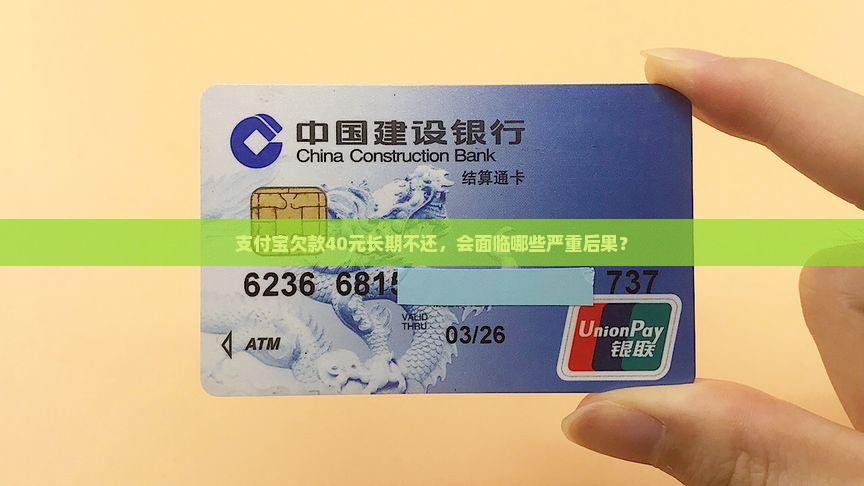 中国建设银行
China Construction Bank
结算通卡
支付宝欠款40元长期不还，会面临哪些严重后果？
6236 6815 737
VALID
THRU
03/26
ATM
UnionPay
银联